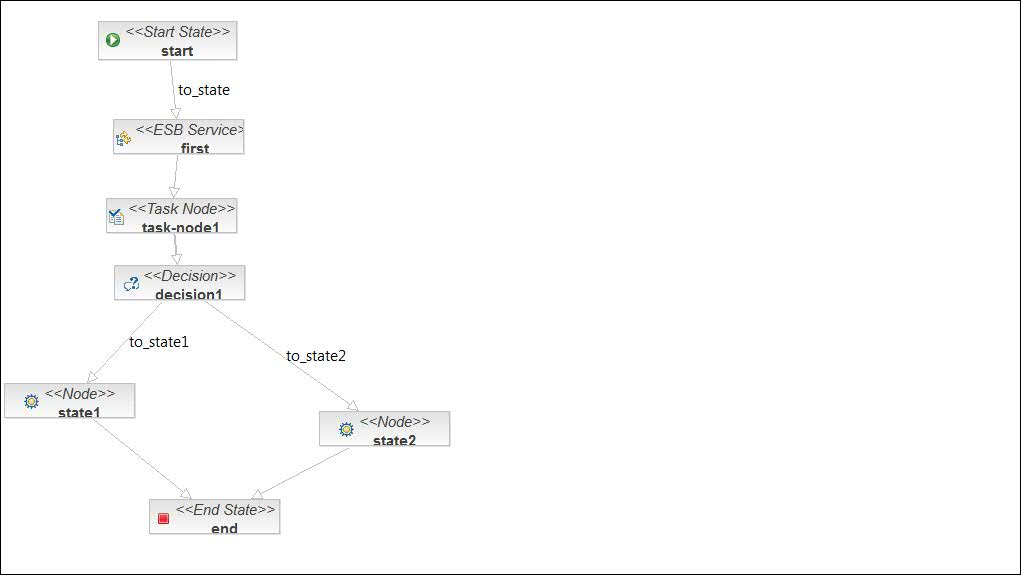 <<Start State>>
start
to_state
<<ESB Service>
first
<<Task Node>>
task-node1
<<Decision>>
decision1
to_state1
to_state2
<<Node>>
state1
<<Node>>
state2
<<End State>>
end